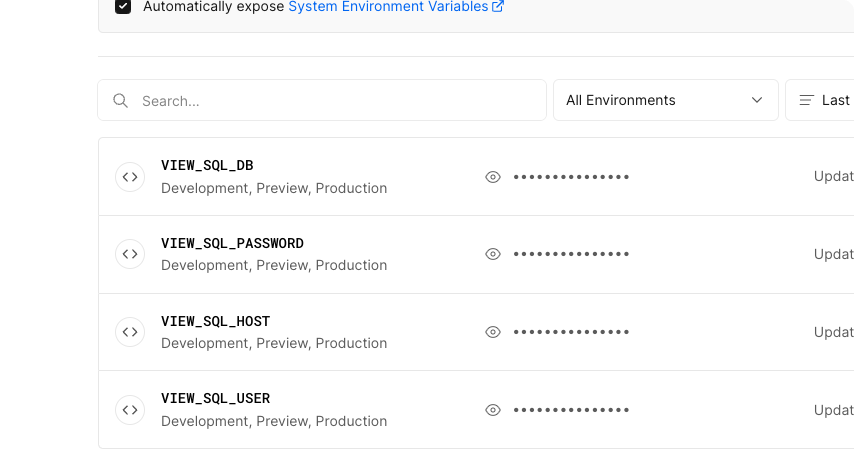 Automatically expose System Environment Variables
Search...
All Environments
Last
VIEW_SQL_DB
Development, Preview, Production
•••••••••••••••
Updat
VIEW_SQL_PASSWORD
Development, Preview, Production
•••••••••••••••
Updat
VIEW_SQL_HOST
Development, Preview, Production
•••••••••••••••
Updat
VIEW_SQL_USER
Development, Preview, Production
•••••••••••••••
Updat